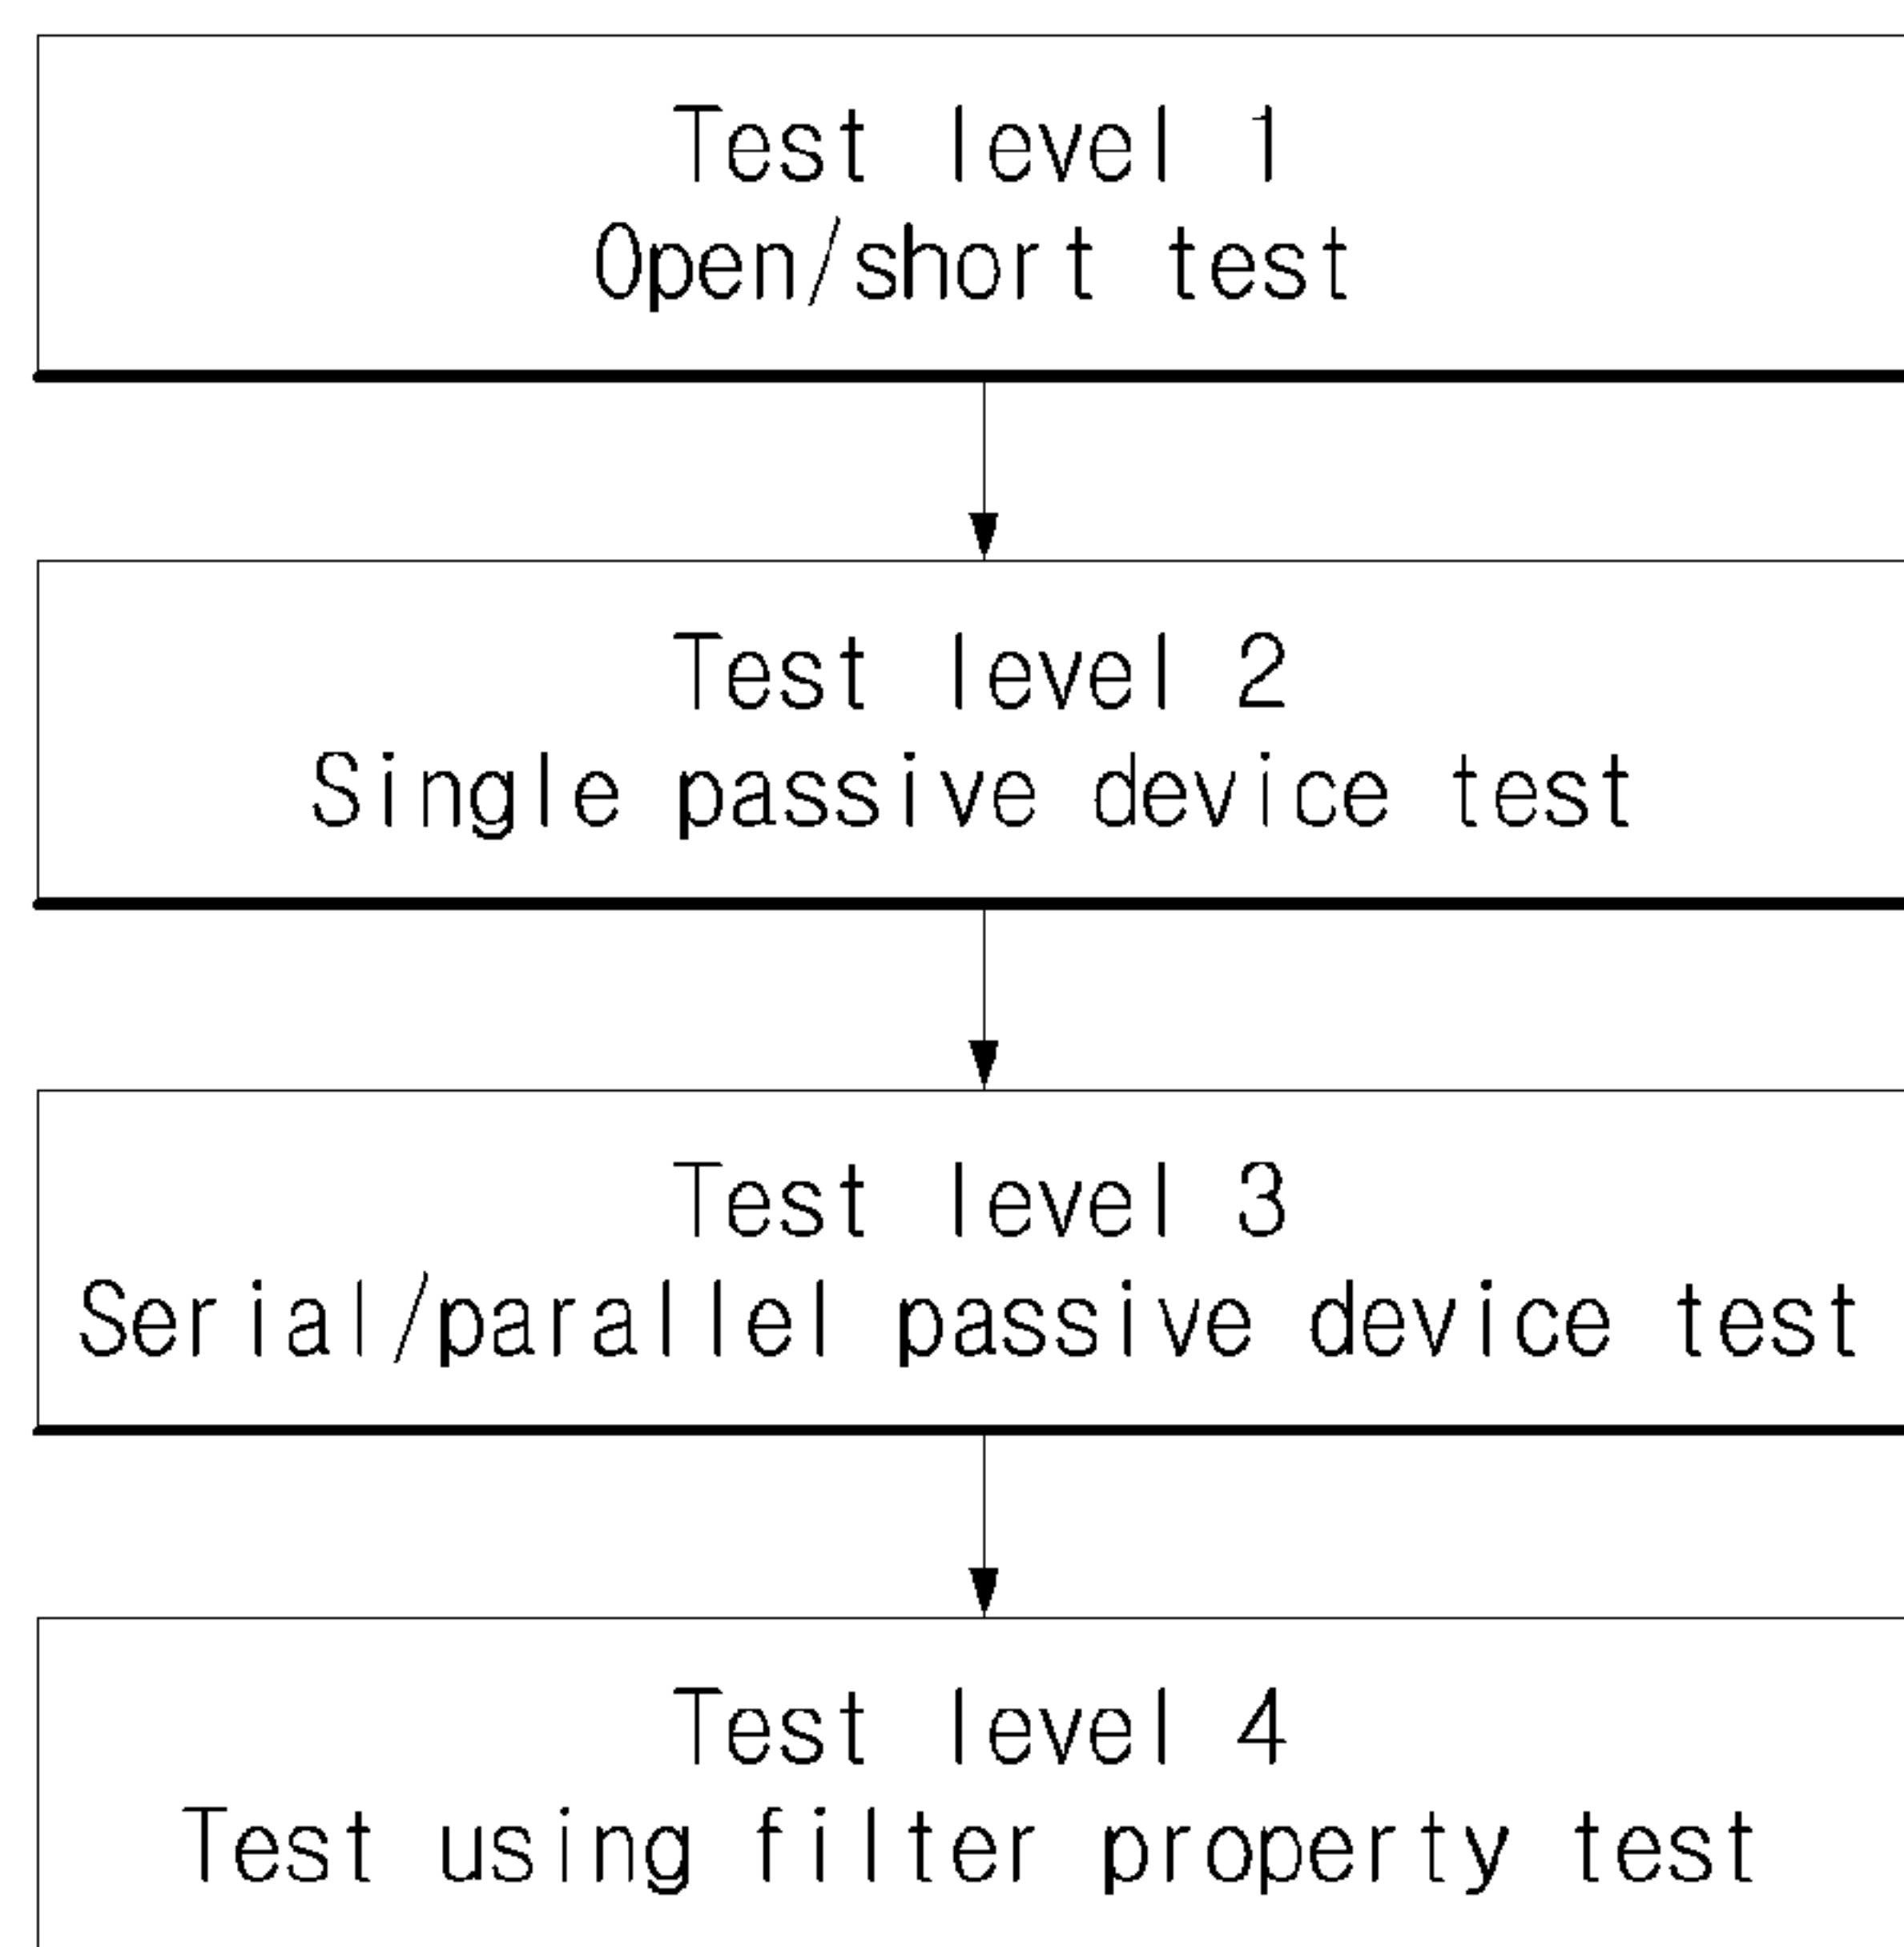 Test level 1
Open/short test
Test level 2
Single passive device test
Test level 3
Serial/parallel passive device test
Test level 4
Test using filter property test